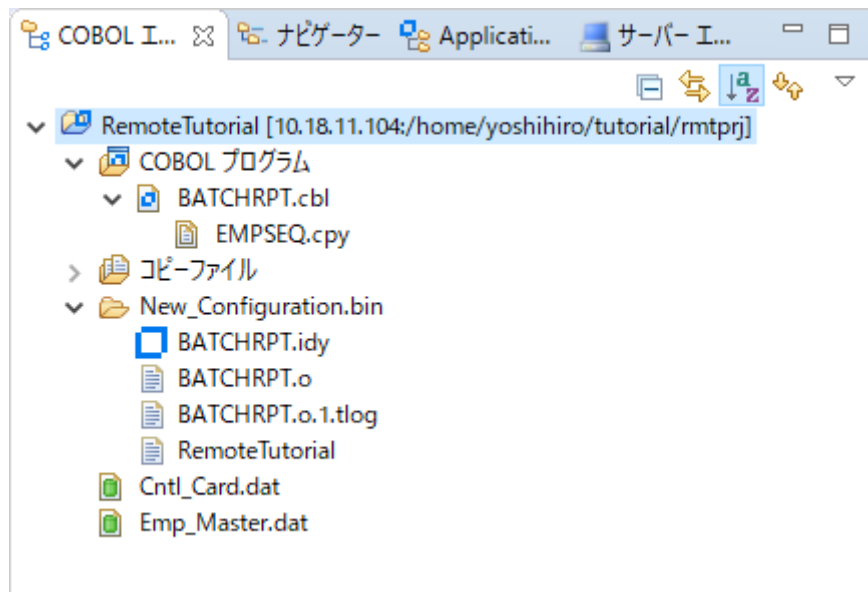 COBOL エ... ナビゲーター Applicati... サーバー エ...
RemoteTutorial [10.18.11.104:/home/yoshihiro/tutorial/rmtprj]
COBOL プログラム
BATCHRPT.cbl
EMPSEQ.cpy
コピーファイル
New_Configuration.bin
BATCHRPT.idy
BATCHRPT.o
BATCHRPT.o.1.tlog
RemoteTutorial
Cntl_Card.dat
Emp_Master.dat